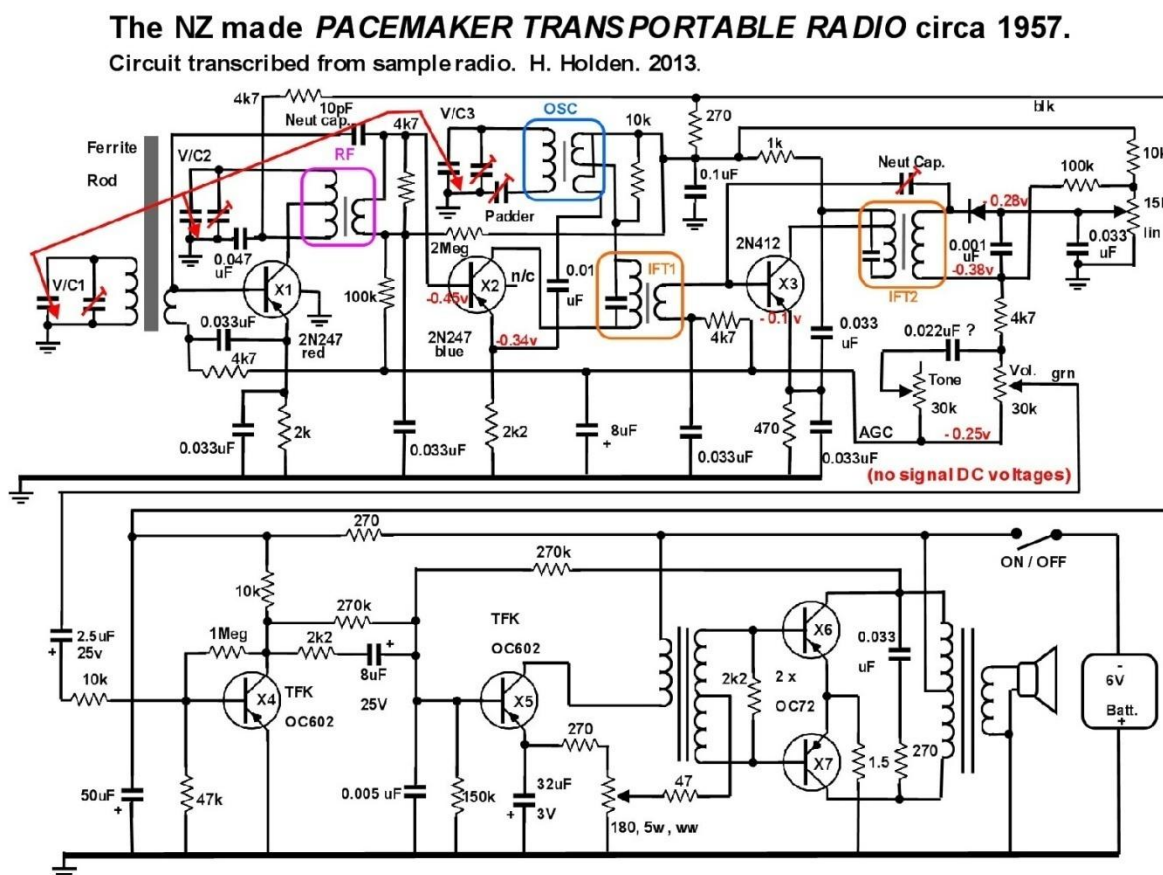 The NZ made PACEMAKER TRANSPORTABLE RADIO circa 1957.
Circuit transcribed from sample radio. H. Holden. 2013.
4k7
10pF
Neut cap.
V/C3
OSC
10k
270
blk
Ferrite
Rod
V/C2
RF
4k7
1k
Neut Cap.
10k
100k
0.1uF
Padder
- 0.28v
15k
lin
0.047
uF
2Meg
2N412
0.001
uF
0.033
uF
V/C1
X1
100k
-0.45v
X2
n/c
0.01
uF
IFT1
X3
-0.38v
IFT2
0.033uF
2N247
red
2N247
blue
-0.34v
- 0.1 v
4k7
0.033
uF
4k7
0.022uF ?
4k7
Tone
Vol.
grn
30k
30k
0.033uF
2k
0.033uF
2k2
8uF
+
0.033uF
470
0.033uF
AGC
- 0.25v
(no signal DC voltages)
270
270k
ON / OFF
10k
270k
TFK
OC602
X6
0.033
uF
2.5uF
25v
+
1Meg
2k2
+
8uF
25V
10k
X4
TFK
OC602
X5
2k2
2 x
OC72
-
6V
Batt.
+
270
X7
1.5
270
50uF
+
47k
0.005 uF
150k
32uF
+
3V
47
180, 5w , ww